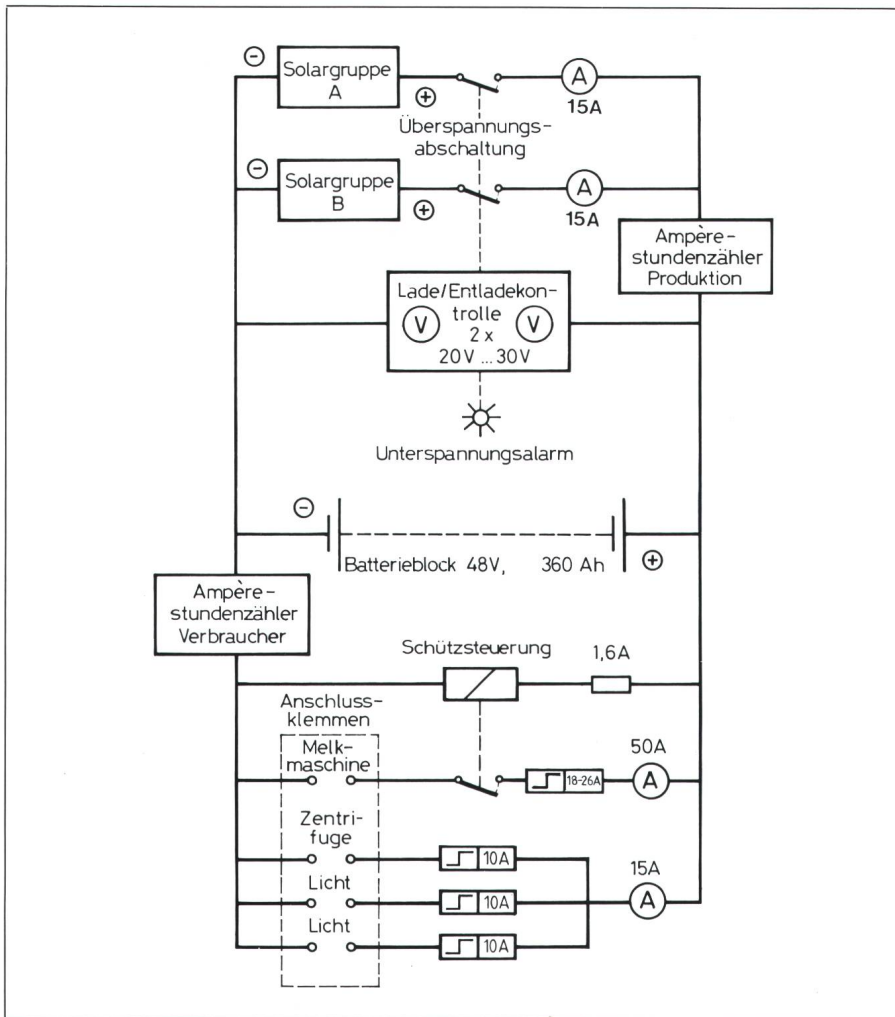 ⊖
Solargruppe
A
⊕
A
15A
Überspannungs-
abschaltung
⊖
Solargruppe
B
⊕
A
15A
Ampère-
stundenzähler
Produktion
Lade/Entladekon-
trolle
V
V
2 x
20V ... 30V
Unterspannungsalarm
⊖
Batterieblock 48V, 360 Ah
⊕
Ampère-
stundenzähler
Verbraucher
Schützsteuerung
1,6A
Anschluss-
klemmen
Melk-
maschine
18-26A
50A
A
Zentri-
fuge
10A
Licht
10A
15A
A
Licht
10A